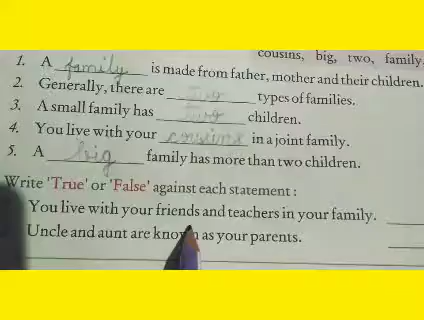 cousins, big, two, family,
1. A family is made from father, mother and their children.
2. Generally, there are two types of families.
3. A small family has two children.
4. You live with your cousins in a joint family.
5. A big family has more than two children.
Write 'True' or 'False' against each statement :
You live with your friends and teachers in your family.
Uncle and aunt are known as your parents.